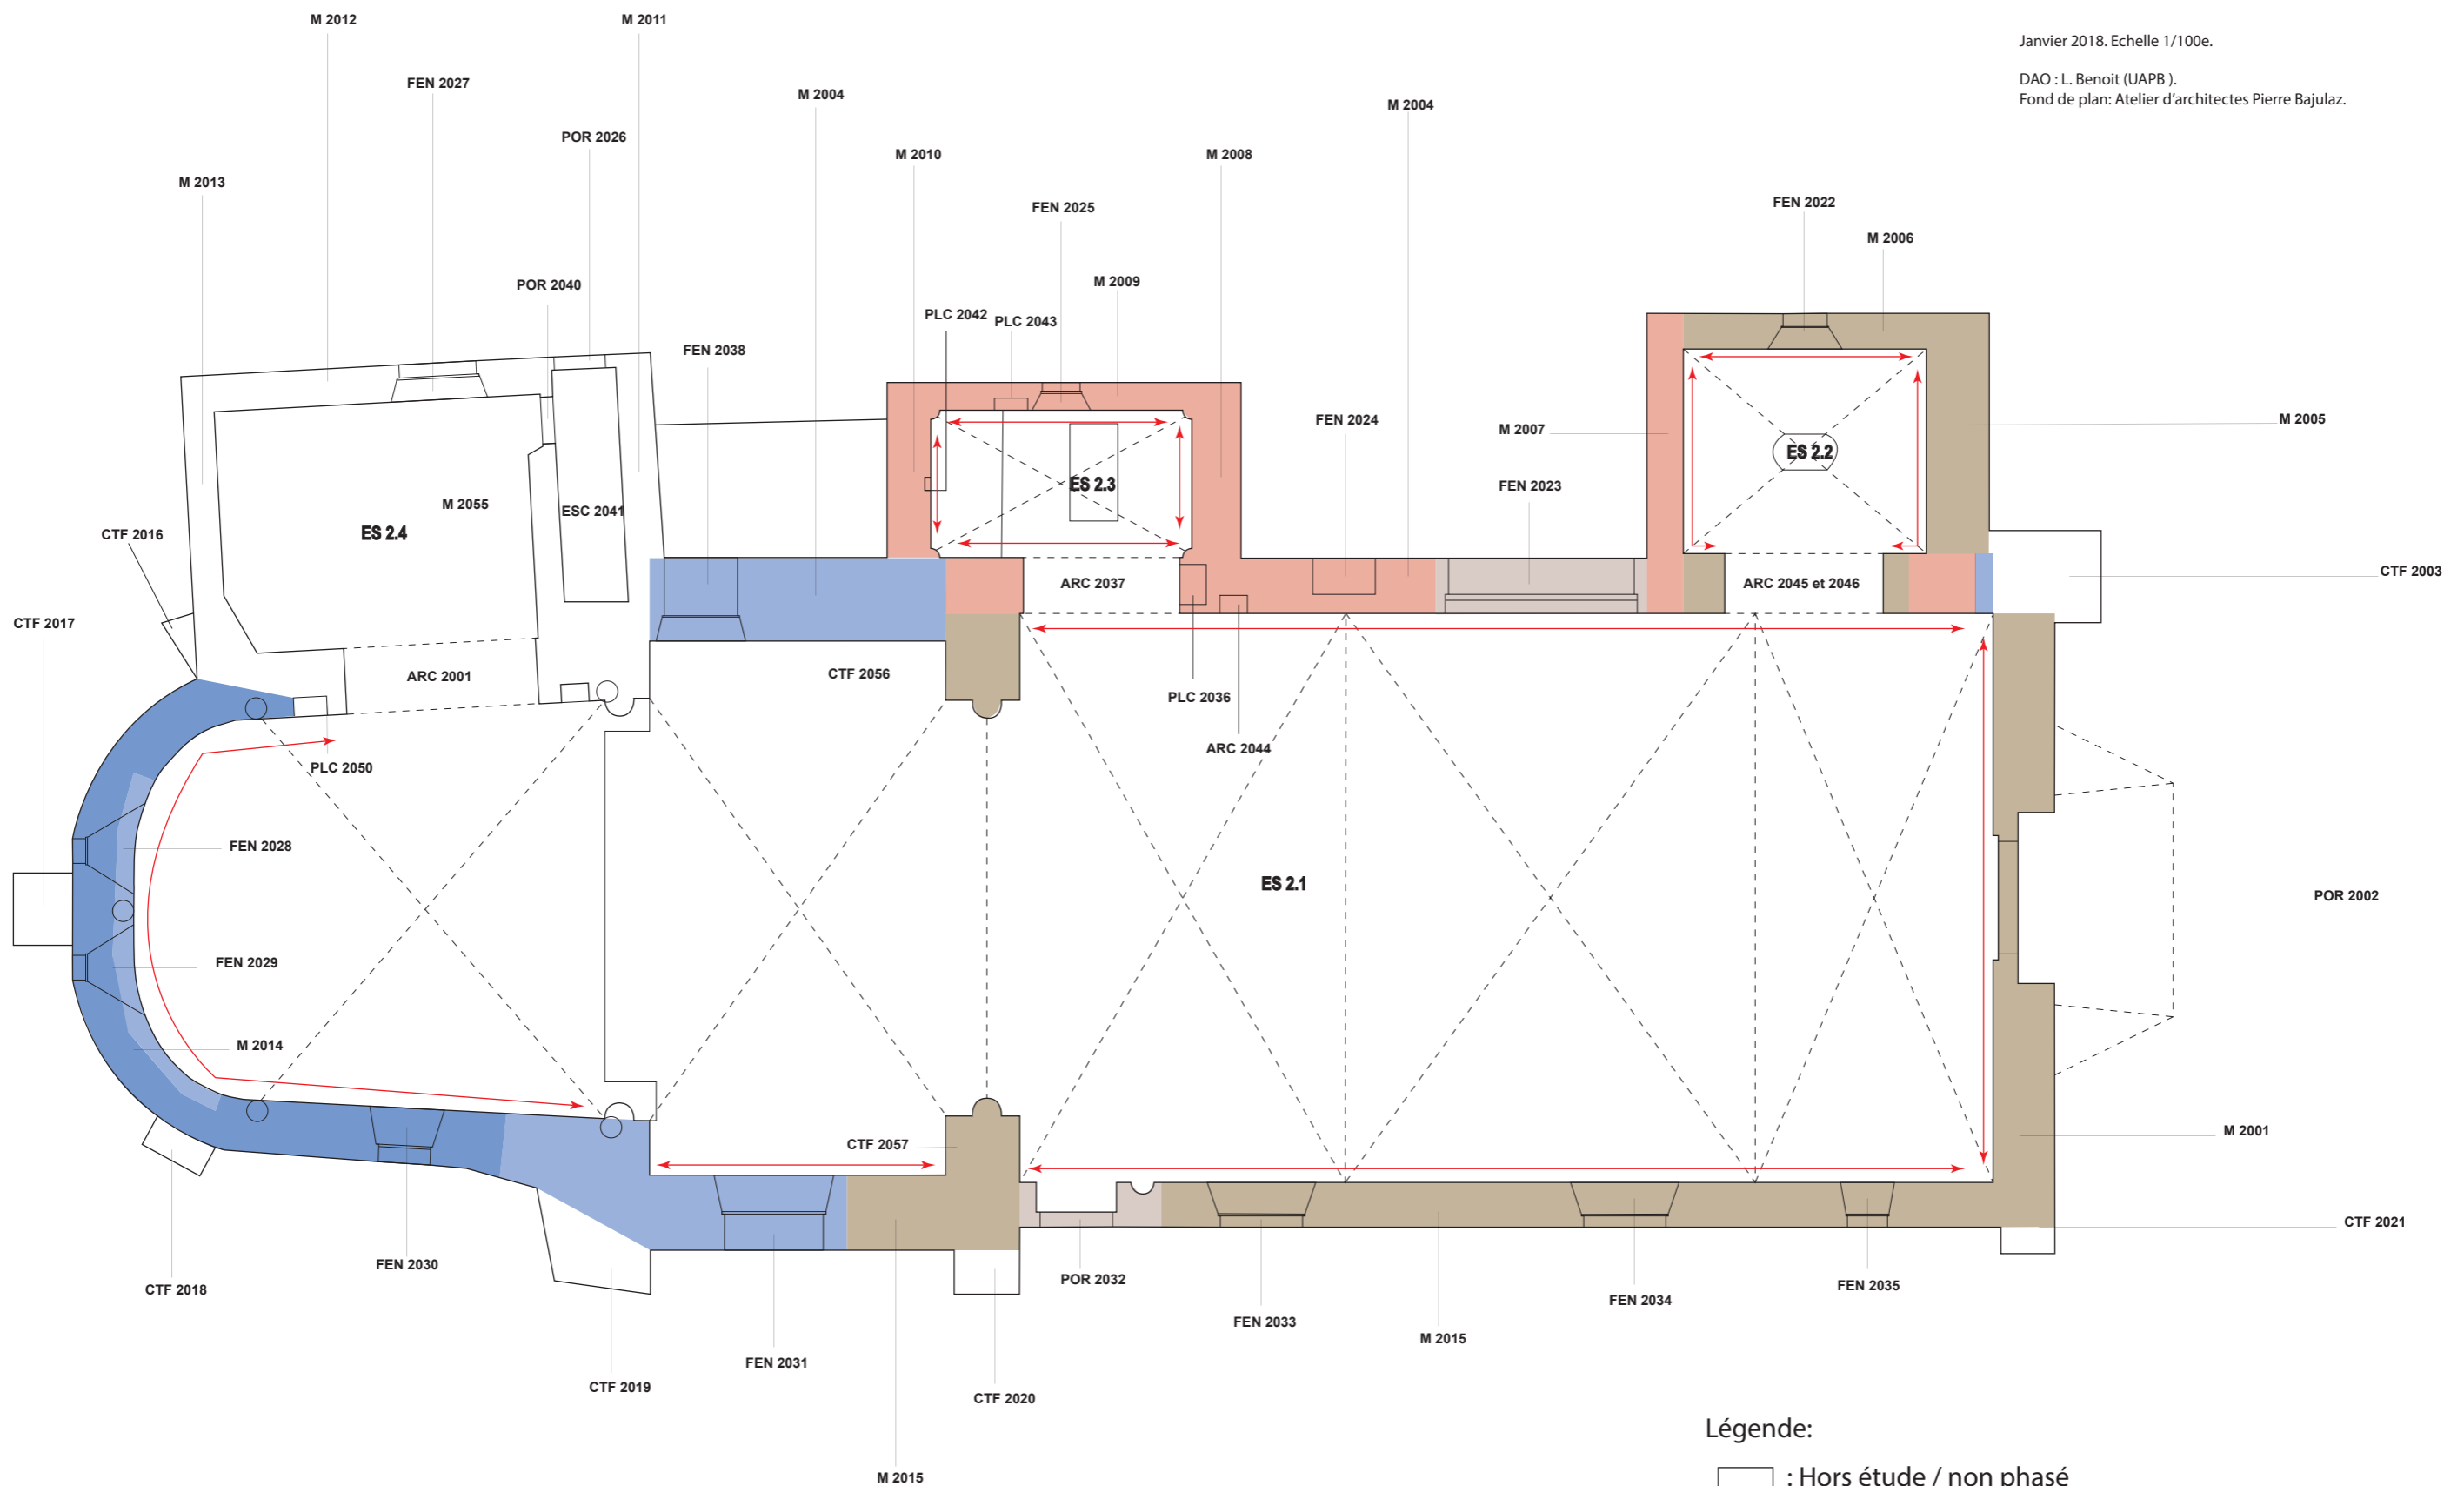 M 2012
M 2011
Janvier 2018. Echelle 1/100e.
DAO : L. Benoit (UAPB ).
Fond de plan: Atelier d'architectes Pierre Bajulaz.
FEN 2027
M 2004
M 2004
POR 2026
M 2010
M 2008
M 2013
FEN 2025
FEN 2022
M 2006
POR 2040
M 2009
PLC 2042
PLC 2043
FEN 2038
FEN 2024
M 2007
M 2005
ES 2.2
ES 2.3
FEN 2023
M 2055
ESC 2041
ES 2.4
CTF 2016
CTF 2003
ARC 2037
ARC 2045 et 2046
CTF 2017
CTF 2056
ARC 2001
PLC 2036
ARC 2044
PLC 2050
FEN 2028
ES 2.1
POR 2002
FEN 2029
M 2014
M 2001
CTF 2057
CTF 2021
FEN 2030
POR 2032
CTF 2018
FEN 2035
FEN 2034
FEN 2033
M 2015
FEN 2031
CTF 2019
CTF 2020
Légende:
M 2015
: Hors étude / non phasé